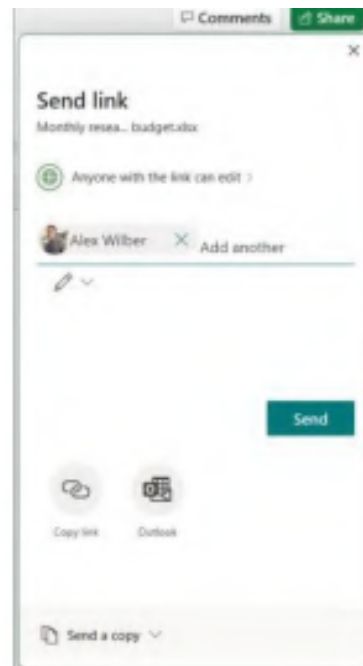 Comments Share
Send link
Monthly resea... budget.xlsx
Anyone with the link can edit
Alex Wilber Add another
Send
Copy link Outlook
Send a copy